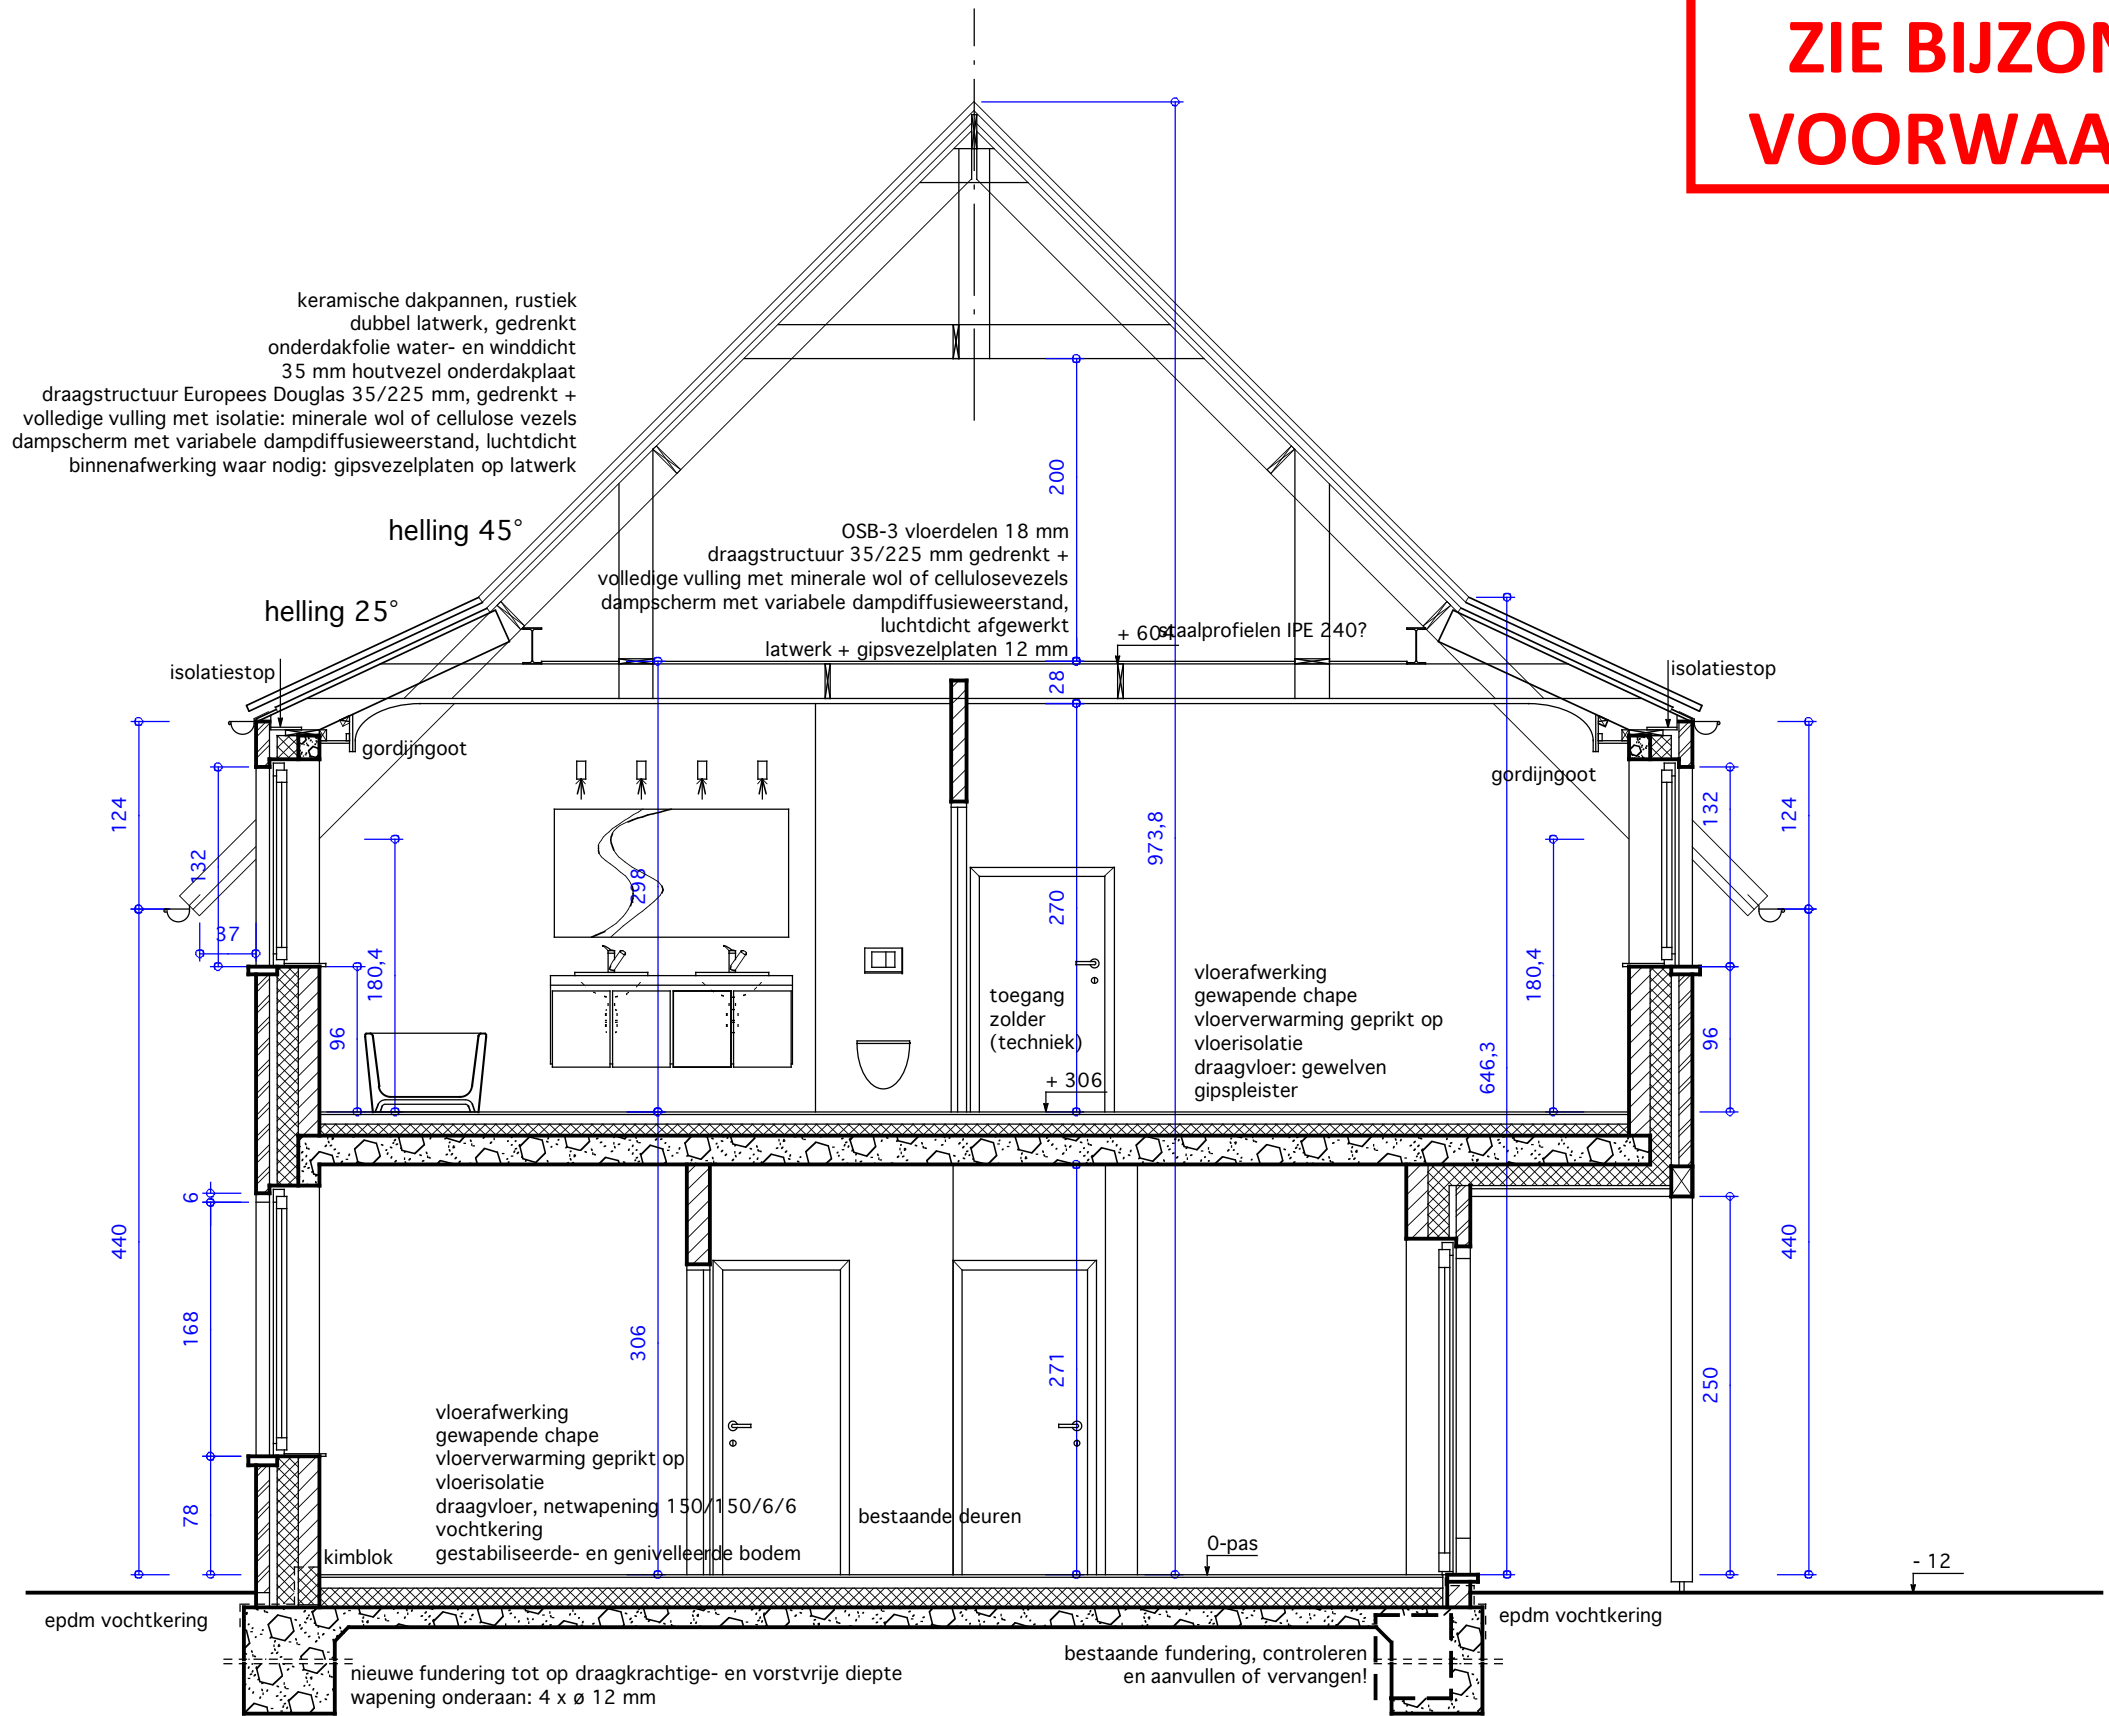 ZIE BIJZON
VOORWAA
keramische dakpannen, rustiek
dubbel latwerk, gedrenkt
onderdakfolie water- en winddicht
35 mm houtvezel onderdakplaat
draagstructuur Europees Douglas 35/225 mm, gedrenkt +
volledige vulling met isolatie: minerale wol of cellulose vezels
dampscherm met variabele dampdiffusieweerstand, luchtdicht
binnenafwerking waar nodig: gipsvezelplaten op latwerk
helling 45°
helling 25°
isolatiestop
OSB-3 vloerdelen 18 mm
draagstructuur 35/225 mm gedrenkt +
volledige vulling met minerale wol of cellulosevezels
dampscherm met variabele dampdiffusieweerstand,
luchtdicht afgewerkt
latwerk + gipsvezelplaten 12 mm
+ 604
staalprofielen IPE 240?
isolatiestop
200
28
gordijngoot
gordijngoot
124
132
37
180,4
96
298
270
973,8
180,4
646,3
132
124
96
toegang
zolder
(techniek)
+ 306
vloerafwerking
gewapende chape
vloerverwarming geprikt op
vloerisolatie
draagvloer: gewelven
gipspleister
6
440
168
78
306
271
250
440
vloerafwerking
gewapende chape
vloerverwarming geprikt op
vloerisolatie
draagvloer, netwapening 150/150/6/6
vochtkering
gestabiliseerde- en genivelleerde bodem
kimblok
bestaande deuren
0-pas
- 12
epdm vochtkering
epdm vochtkering
nieuwe fundering tot op draagkrachtige- en vorstvrije diepte
wapening onderaan: 4 x ø 12 mm
bestaande fundering, controleren
en aanvullen of vervangen!